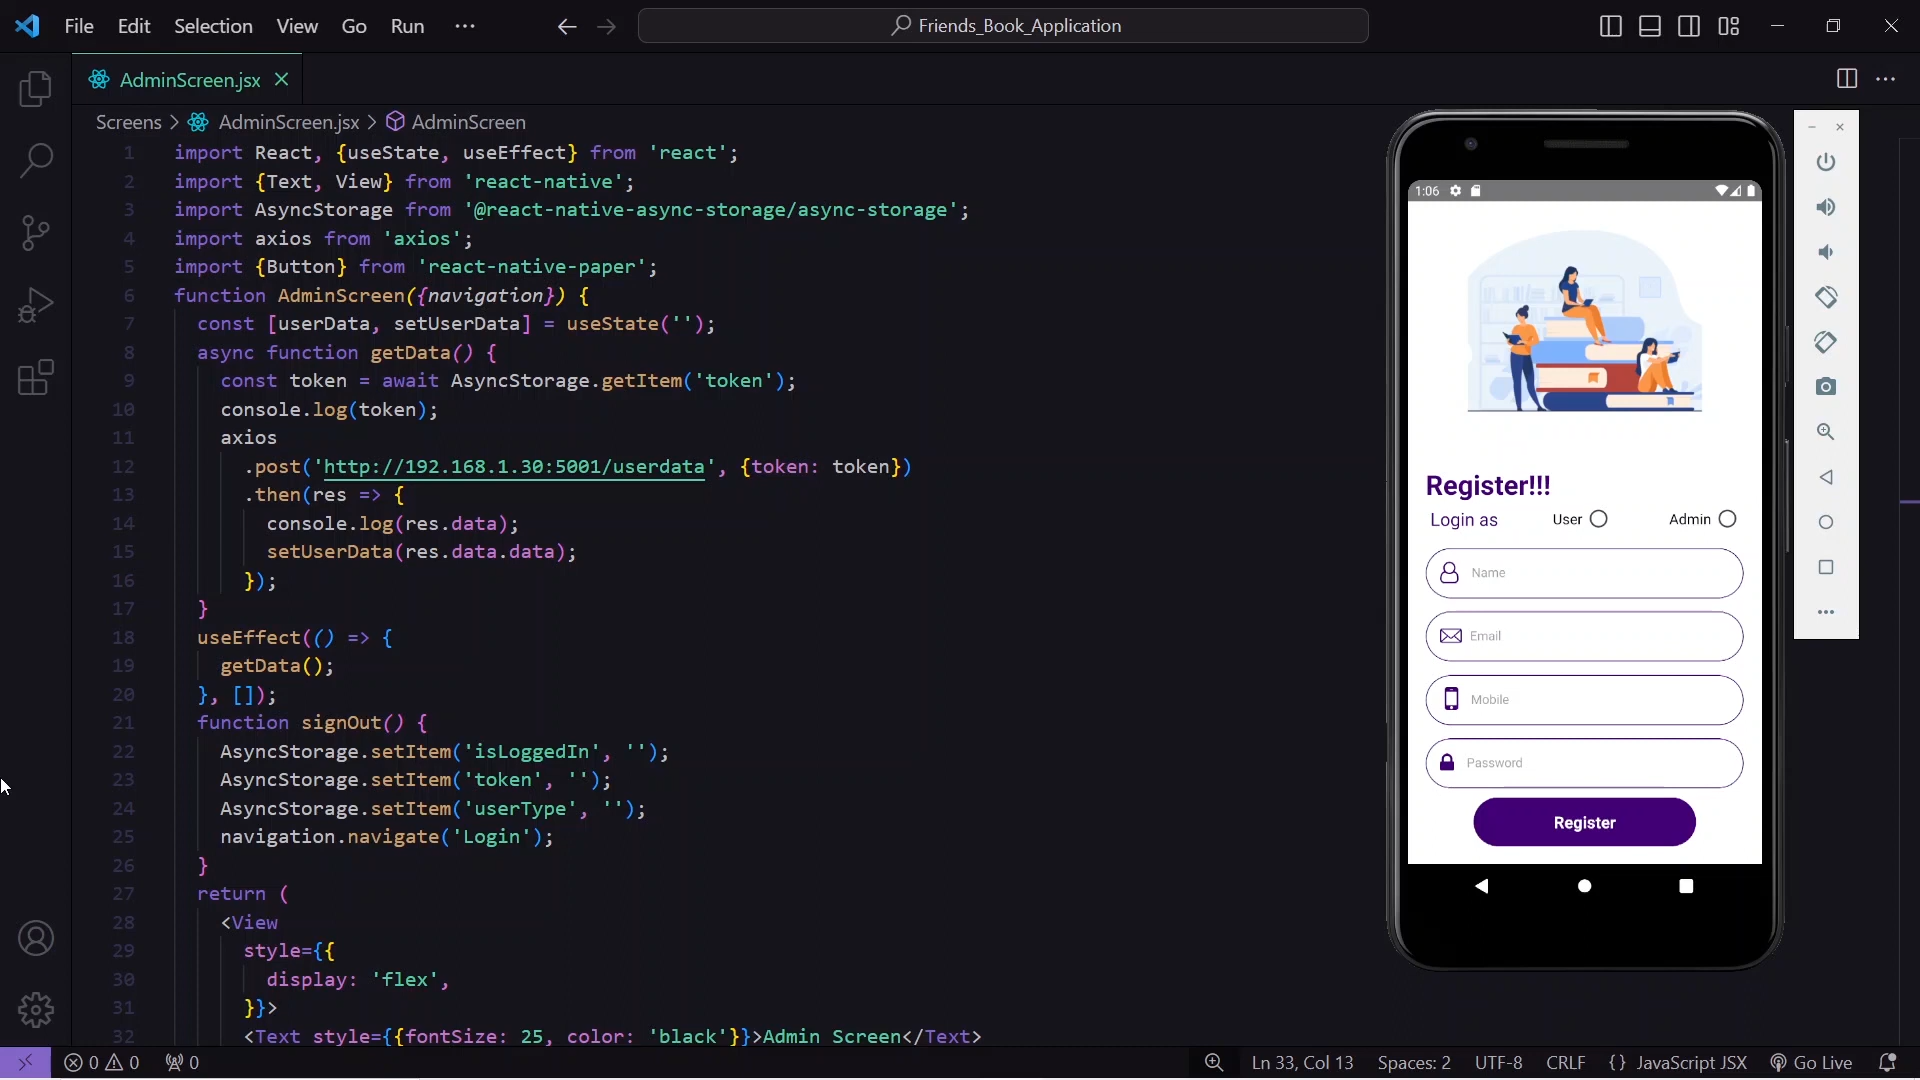 File Edit Selection View Go Run ··· Friends_Book_Application
AdminScreen.jsx
Screens > AdminScreen.jsx > AdminScreen
1 import React, {useState, useEffect} from 'react';
2 import {Text, View} from 'react-native';
3 import AsyncStorage from '@react-native-async-storage/async-storage';
4 import axios from 'axios';
5 import {Button} from 'react-native-paper';
6 function AdminScreen({navigation}) {
7 const [userData, setUserData] = useState('');
8 async function getData() {
9 const token = await AsyncStorage.getItem('token');
10 console.log(token);
11 axios
12 .post('http://192.168.1.30:5001/userdata', {token: token})
13 .then(res => {
14 console.log(res.data);
15 setUserData(res.data.data);
16 });
17 }
18 useEffect(() => {
19 getData();
20 }, []);
21 function signOut() {
22 AsyncStorage.setItem('isLoggedIn', '');
23 AsyncStorage.setItem('token', '');
24 AsyncStorage.setItem('userType', '');
25 navigation.navigate('Login');
26 }
27 return (
28 <View
29 style={{
30 display: 'flex',
31 }}>
32 <Text style={{fontSize: 25, color: 'black'}}>Admin Screen</Text>
1:06
Register!!!
Login as User Admin
Name
Email
Mobile
Password
Register
0 0 0 Ln 33, Col 13 Spaces: 2 UTF-8 CRLF {} JavaScript JSX Go Live